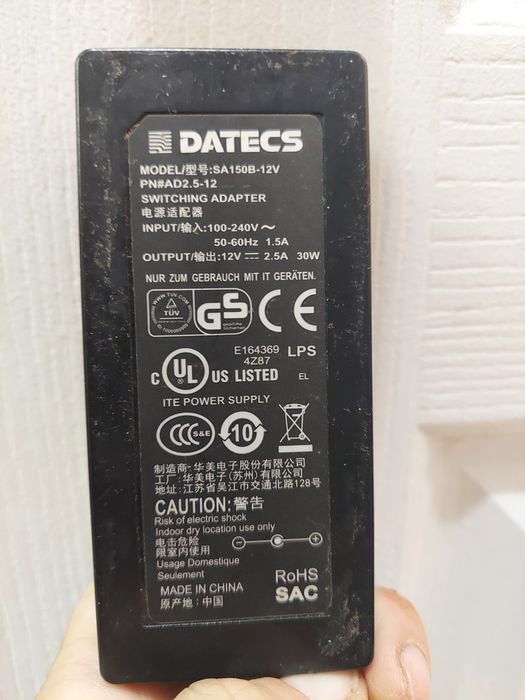 DATECS
MODEL/型号:SA150B-12V
PN#AD2.5-12
SWITCHING ADAPTER
电源适配器
INPUT/输入:100-240V～
50-60Hz 1.5A
OUTPUT/输出:12V⎓2.5A 30W
NUR ZUM GEBRAUCH MIT IT GERÄTEN.
WWW.TUV.COM
TÜV
GS
geprüfte
Sicherheit
CE
E164369 LPS
4Z87
C UL US LISTED EL
ITE POWER SUPPLY
CCC S&E 10
制造商-华美电子股份有限公司
工厂:华美电子(苏州)有限公司
地址:江苏省吴江市交通北路128号
CAUTION:警告
Risk of electric shock
Indoor dry location use only
电击危险
限室内使用
Usage Domestique
Seulement
RoHS
MADE IN CHINA SAC
原产地:中国